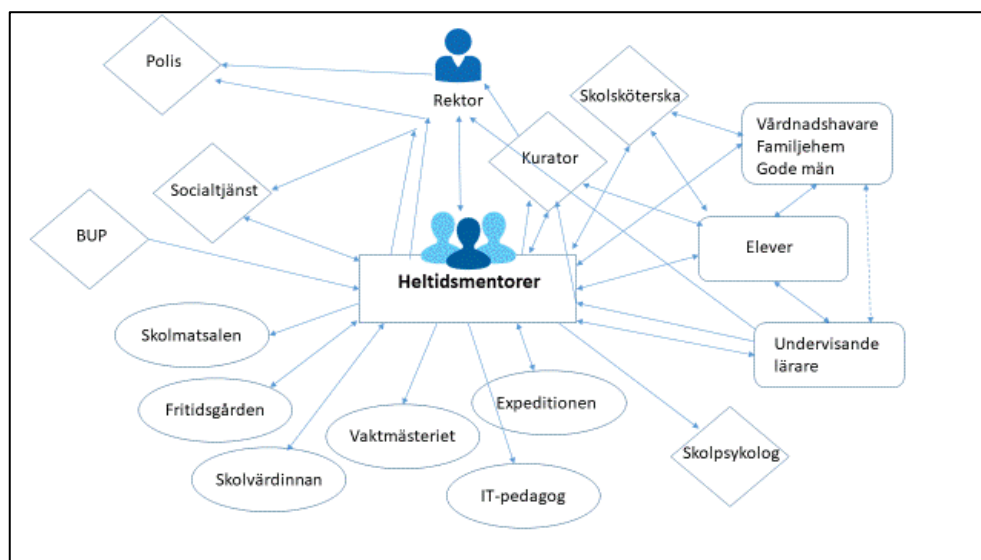 Polis
Rektor
Skolsköterska
Vårdnadshavare
Familjehem
Gode män
Kurator
Socialtjänst
BUP
Elever
Heltidsmentorer
Skolmatsalen
Undervisande
lärare
Fritidsgården
Expeditionen
Vaktmästeriet
Skolpsykolog
Skolvärdinnan
IT-pedagog